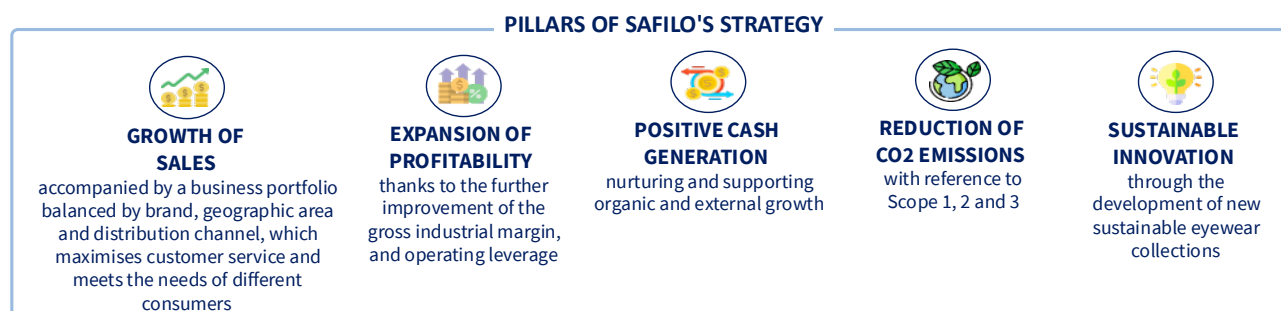 PILLARS OF SAFILO'S STRATEGY
GROWTH OF
SALES
accompanied by a business portfolio
balanced by brand, geographic area
and distribution channel, which
maximises customer service and
meets the needs of different
consumers
EXPANSION OF
PROFITABILITY
thanks to the further
improvement of the
gross industrial margin,
and operating leverage
POSITIVE CASH
GENERATION
nurturing and supporting
organic and external growth
REDUCTION OF
CO2 EMISSIONS
with reference to
Scope 1, 2 and 3
SUSTAINABLE
INNOVATION
through the
development of new
sustainable eyewear
collections